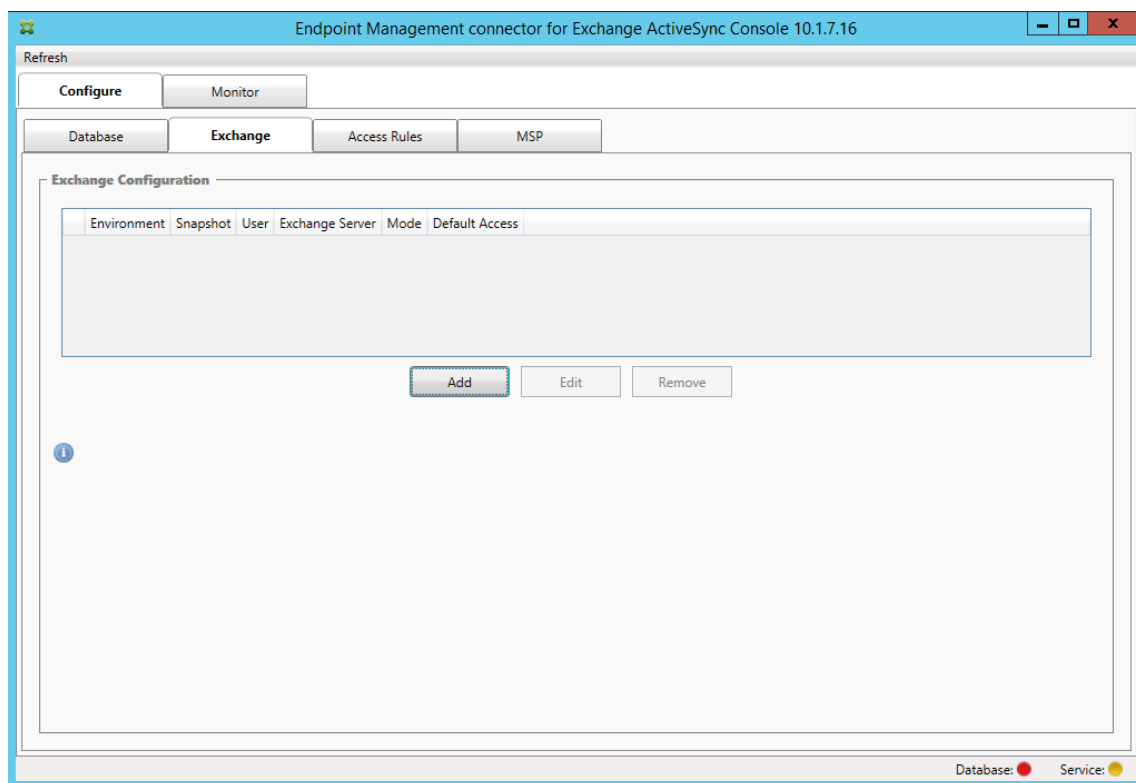 Endpoint Management connector for Exchange ActiveSync Console 10.1.7.16
Refresh
Configure Monitor
Database Exchange Access Rules MSP
Exchange Configuration
Environment Snapshot User Exchange Server Mode Default Access
Add Edit Remove
Database: Service: